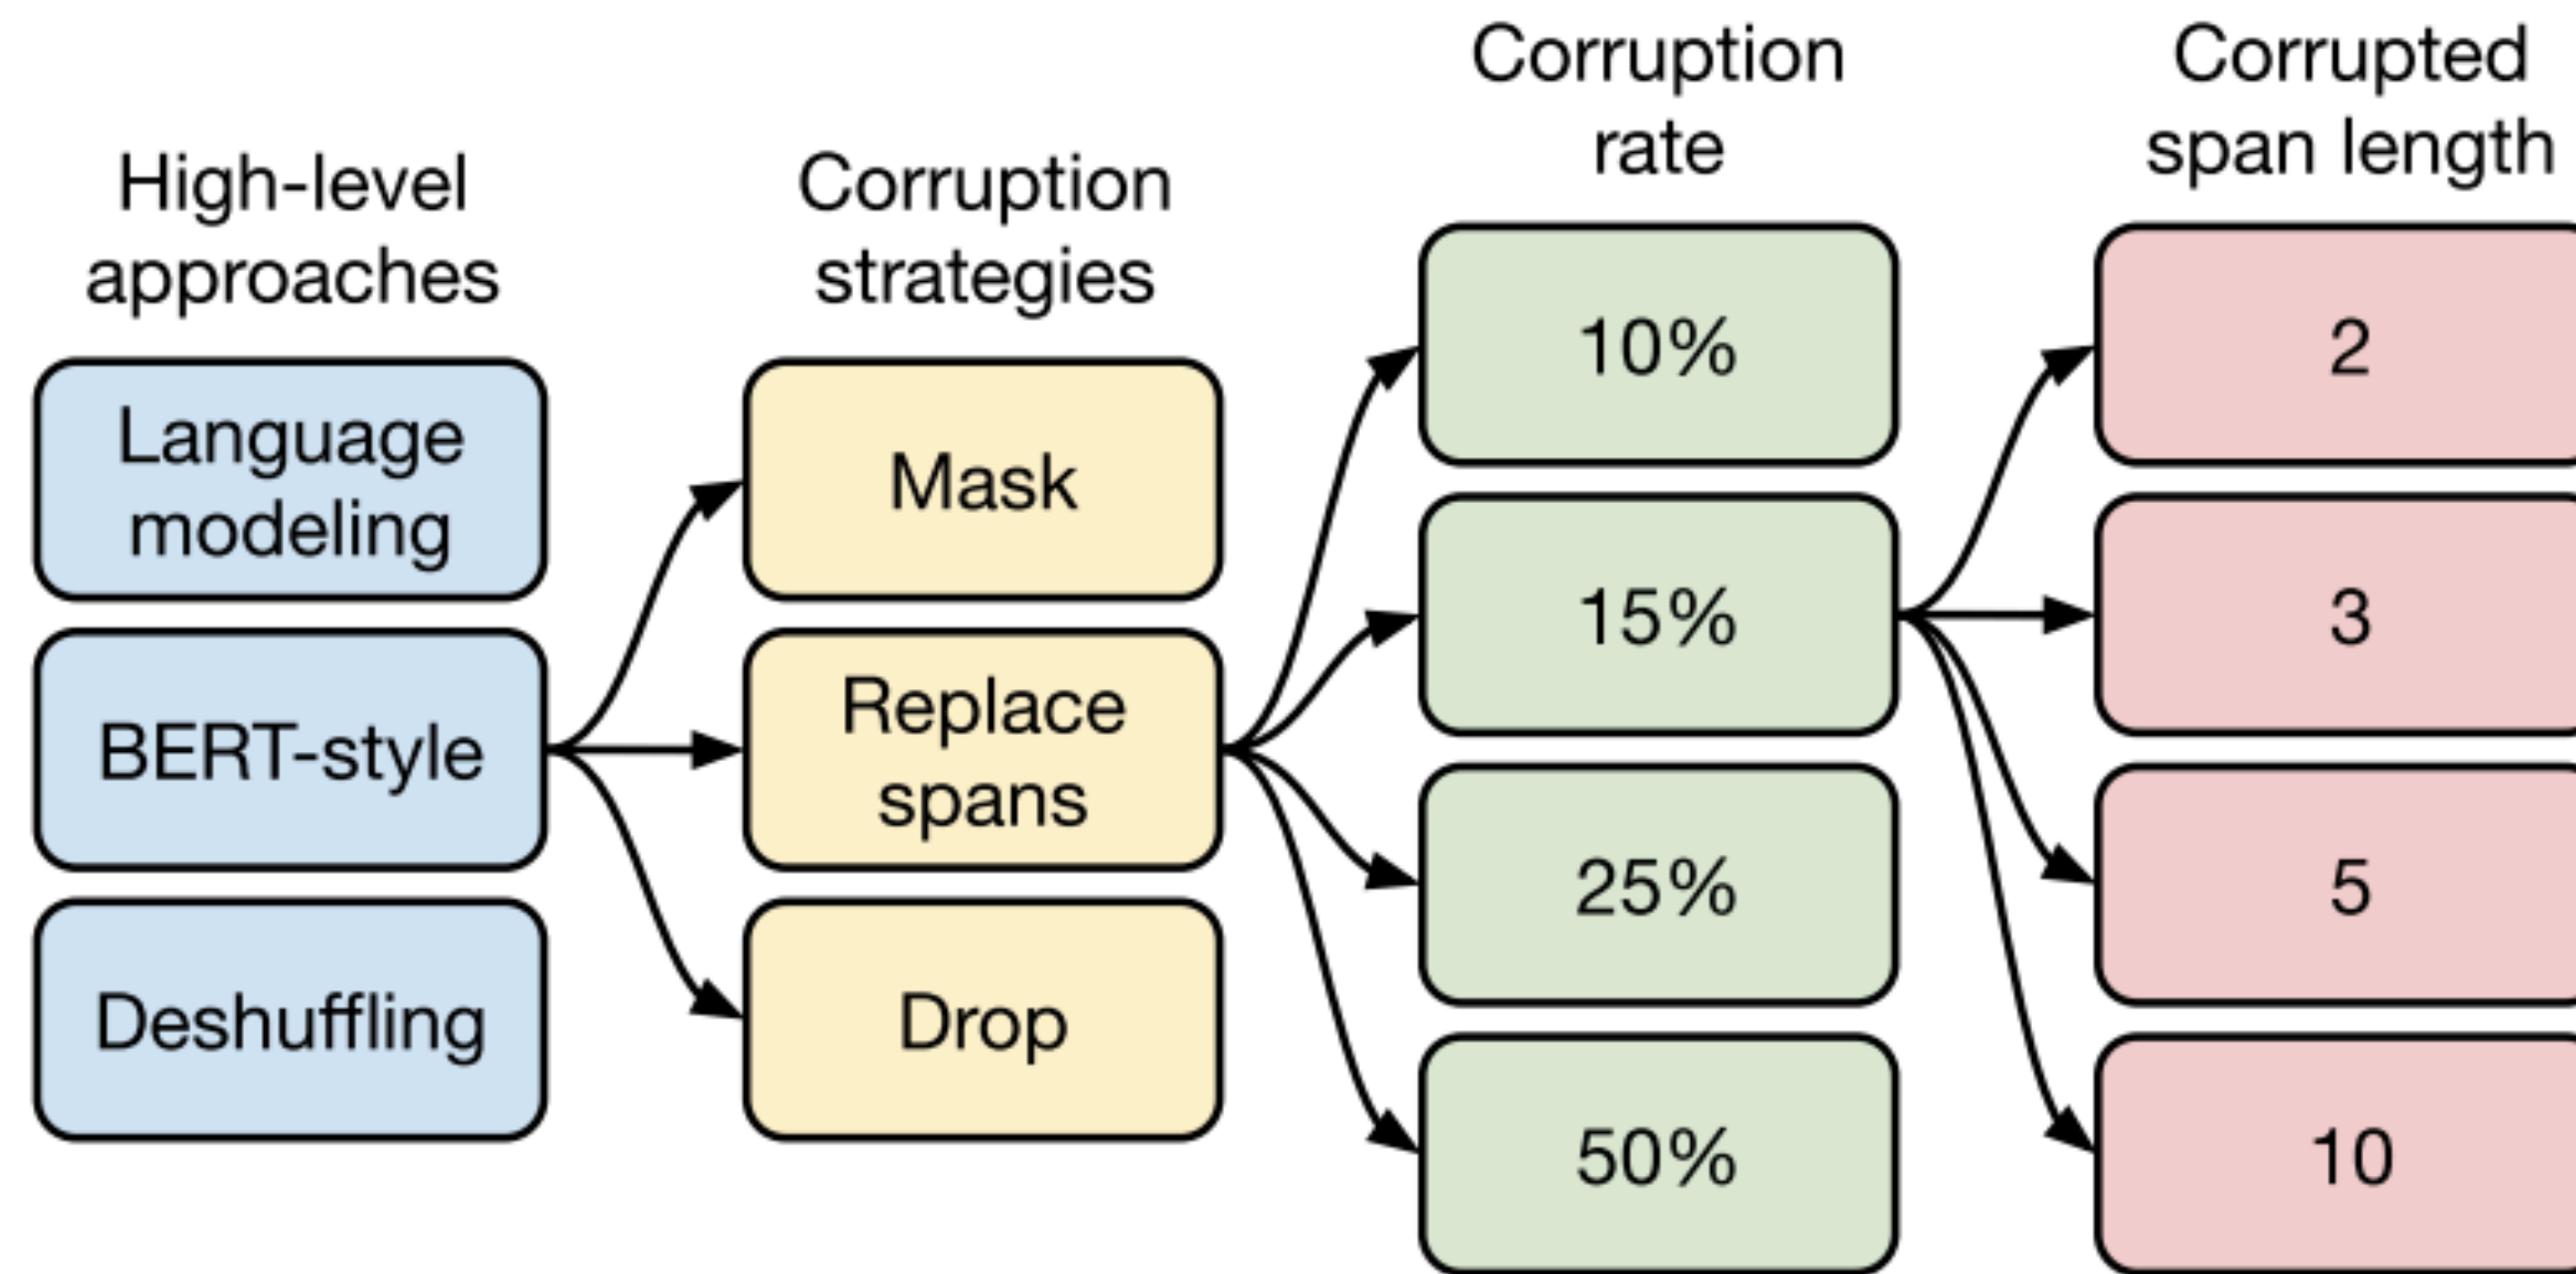 High-level
approaches
Language
modeling
BERT-style
Deshuffling
Corruption
strategies
Mask
Replace
spans
Drop
Corruption
rate
10%
15%
25%
50%
Corrupted
span length
2
3
5
10